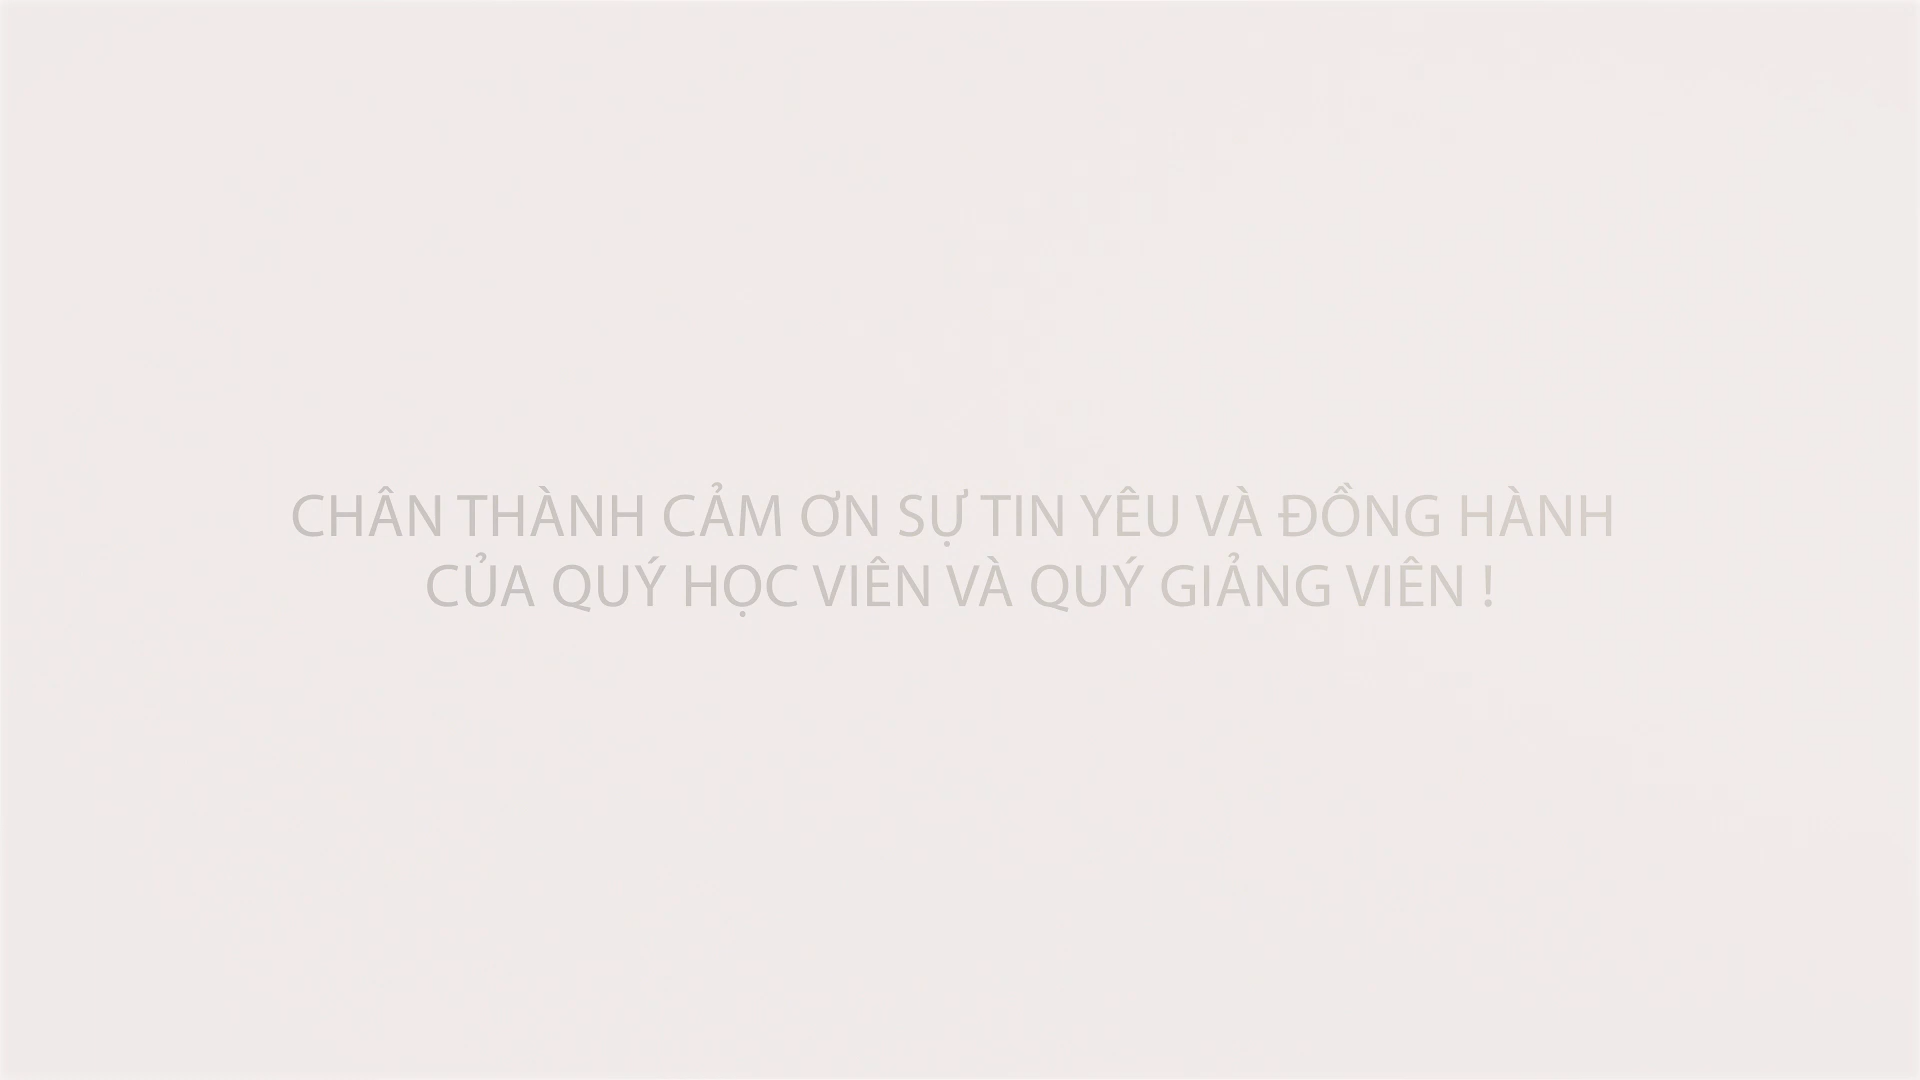 CHÂN THÀNH CẢM ƠN SỰ TIN YÊU VÀ ĐỒNG HÀNH
CỦA QUÝ HỌC VIÊN VÀ QUÝ GIẢNG VIÊN !